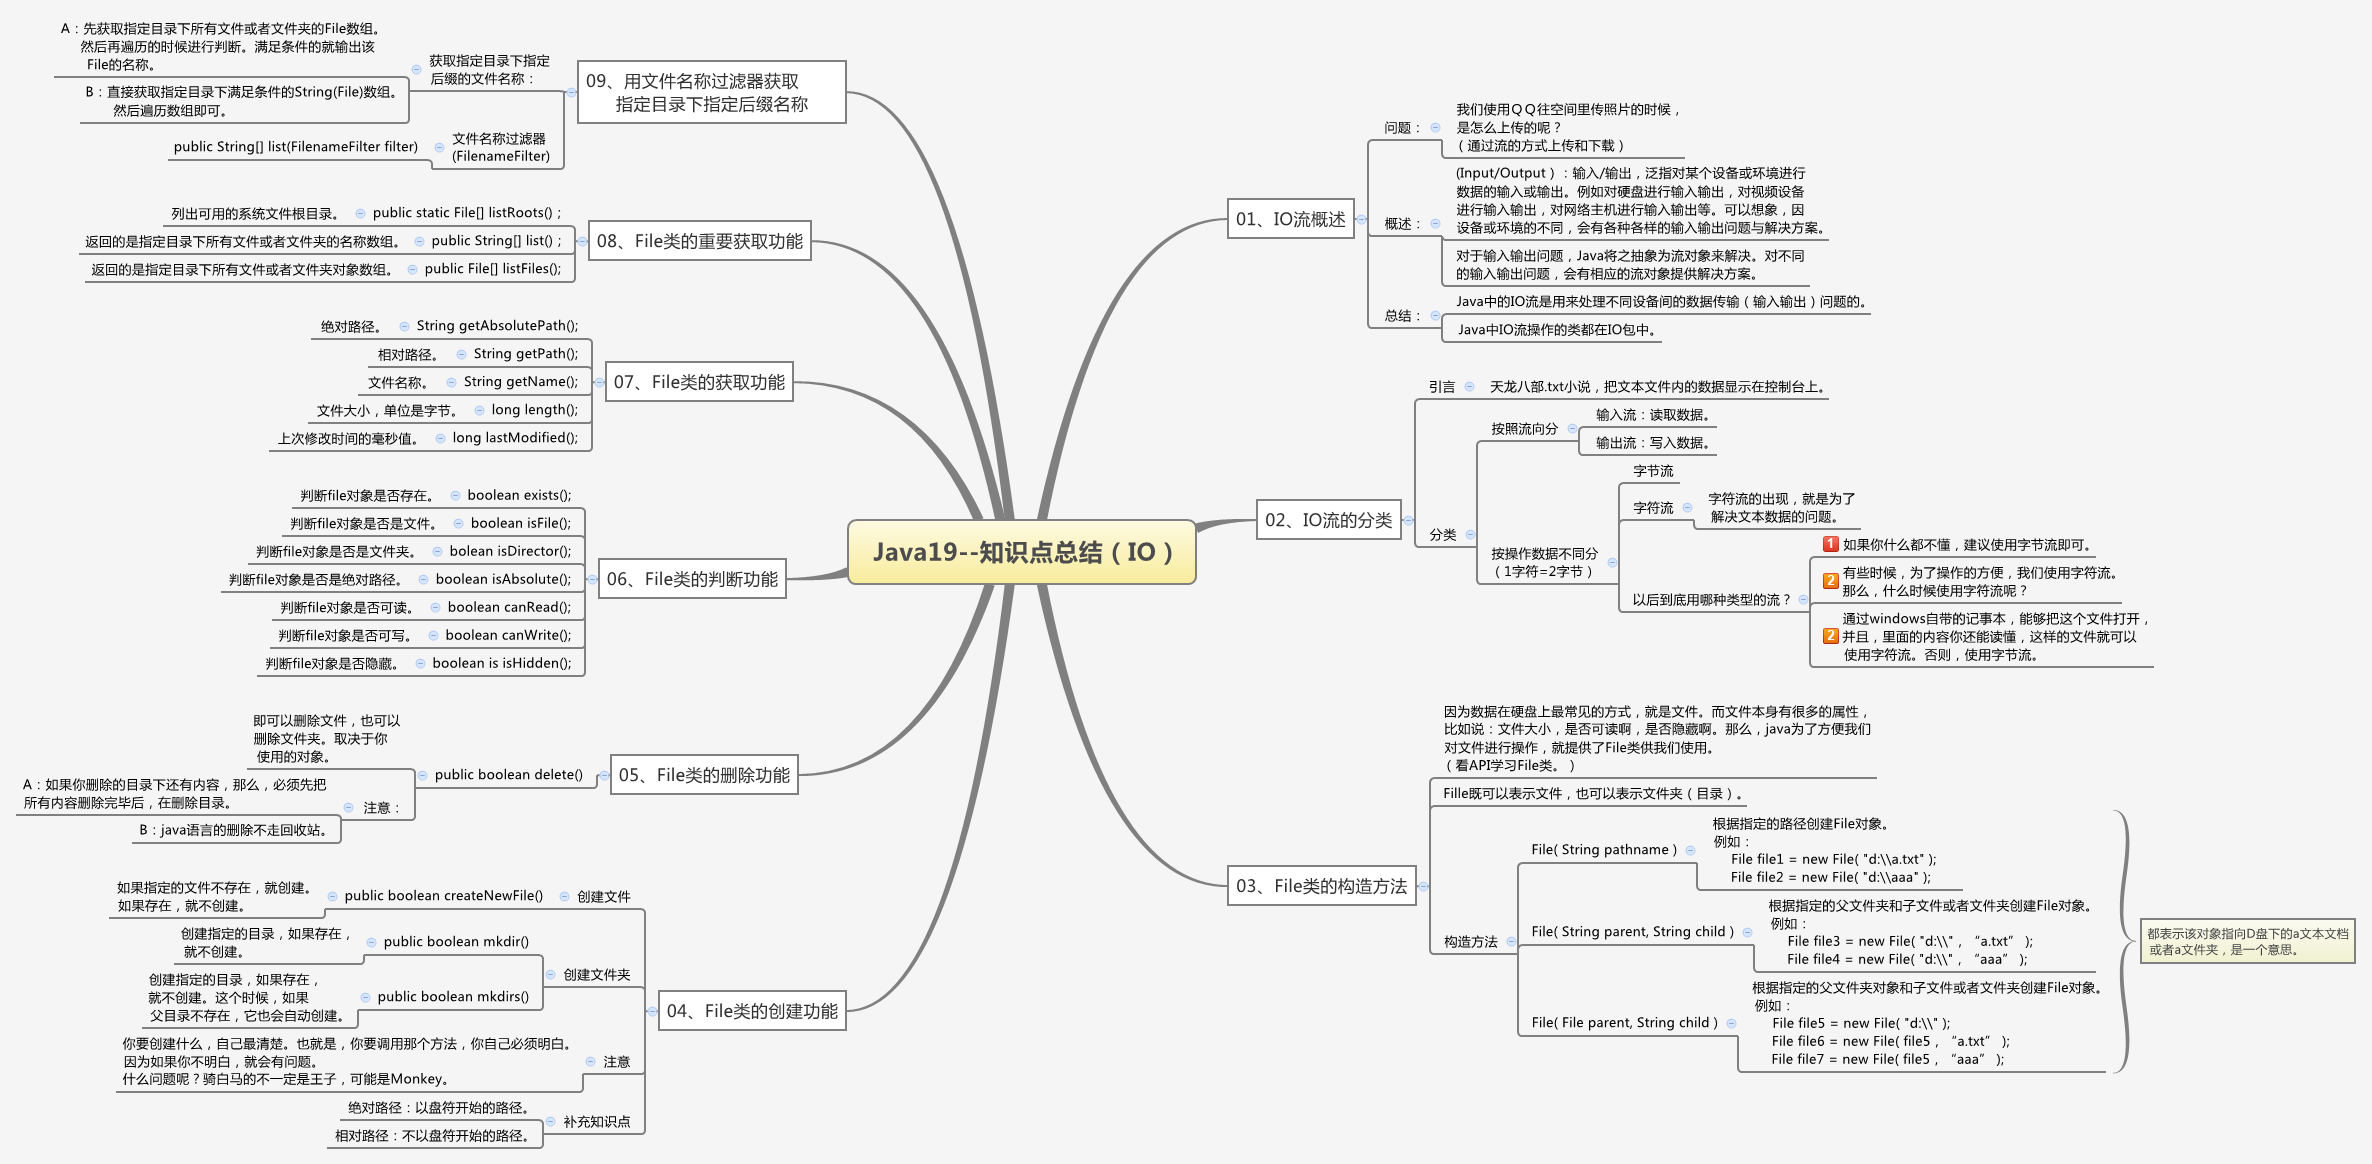 Java19--知识点总结（IO）
01、IO流概述
问题：
我们使用ＱＱ往空间里传照片的时候，
是怎么上传的呢？
（通过流的方式上传和下载）
概述：
(Input/Output）：输入/输出，泛指对某个设备或环境进行
数据的输入或输出。例如对硬盘进行输入输出，对视频设备
进行输入输出，对网络主机进行输入输出等。可以想象，因
设备或环境的不同，会有各种各样的输入输出问题与解决方案。
对于输入输出问题，Java将之抽象为流对象来解决。对不同
的输入输出问题，会有相应的流对象提供解决方案。
总结：
Java中的IO流是用来处理不同设备间的数据传输（输入输出）问题的。
Java中IO流操作的类都在IO包中。
02、IO流的分类
引言
天龙八部.txt小说，把文本文件内的数据显示在控制台上。
分类
按照流向分
输入流：读取数据。
输出流：写入数据。
按操作数据不同分
（1字符=2字节）
字节流
字符流
字符流的出现，就是为了
解决文本数据的问题。
以后到底用哪种类型的流？
1 如果你什么都不懂，建议使用字节流即可。
2 有些时候，为了操作的方便，我们使用字符流。
那么，什么时候使用字符流呢？
2 通过windows自带的记事本，能够把这个文件打开，
并且，里面的内容你还能读懂，这样的文件就可以
使用字符流。否则，使用字节流。
03、File类的构造方法
因为数据在硬盘上最常见的方式，就是文件。而文件本身有很多的属性，
比如说：文件大小，是否可读啊，是否隐藏啊。那么，java为了方便我们
对文件进行操作，就提供了File类供我们使用。
（看API学习File类。）
Fille既可以表示文件，也可以表示文件夹（目录）。
构造方法
File( String pathname )
根据指定的路径创建File对象。
例如：
File file1 = new File( "d:\\a.txt" );
File file2 = new File( "d:\\aaa" );
File( String parent, String child )
根据指定的父文件夹和子文件或者文件夹创建File对象。
例如：
File file3 = new File( "d:\\" ，“a.txt” );
File file4 = new File( "d:\\" ，“aaa” );
File( File parent, String child )
根据指定的父文件夹对象和子文件或者文件夹创建File对象。
例如：
File file5 = new File( "d:\\" );
File file6 = new File( file5，“a.txt” );
File file7 = new File( file5，“aaa” );
都表示该对象指向D盘下的a文本文档
或者a文件夹，是一个意思。
04、File类的创建功能
创建文件
public boolean createNewFile()
如果指定的文件不存在，就创建。
如果存在，就不创建。
创建文件夹
public boolean mkdir()
创建指定的目录，如果存在，
就不创建。
public boolean mkdirs()
创建指定的目录，如果存在，
就不创建。这个时候，如果
父目录不存在，它也会自动创建。
注意
你要创建什么，自己最清楚。也就是，你要调用那个方法，你自己必须明白。
因为如果你不明白，就会有问题。
什么问题呢？骑白马的不一定是王子，可能是Monkey。
补充知识点
绝对路径：以盘符开始的路径。
相对路径：不以盘符开始的路径。
05、File类的删除功能
public boolean delete()
即可以删除文件，也可以
删除文件夹。取决于你
使用的对象。
注意：
A：如果你删除的目录下还有内容，那么，必须先把
所有内容删除完毕后，在删除目录。
B：java语言的删除不走回收站。
06、File类的判断功能
boolean exists();
判断file对象是否存在。
boolean isFile();
判断file对象是否是文件。
bolean isDirector();
判断file对象是否是文件夹。
boolean isAbsolute();
判断file对象是否是绝对路径。
boolean canRead();
判断file对象是否可读。
boolean canWrite();
判断file对象是否可写。
boolean is isHidden();
判断file对象是否隐藏。
07、File类的获取功能
String getAbsolutePath();
绝对路径。
String getPath();
相对路径。
String getName();
文件名称。
long length();
文件大小，单位是字节。
long lastModified();
上次修改时间的毫秒值。
08、File类的重要获取功能
public static File[] listRoots() ;
列出可用的系统文件根目录。
public String[] list() ;
返回的是指定目录下所有文件或者文件夹的名称数组。
public File[] listFiles();
返回的是指定目录下所有文件或者文件夹对象数组。
09、用文件名称过滤器获取
指定目录下指定后缀名称
获取指定目录下指定
后缀的文件名称：
A：先获取指定目录下所有文件或者文件夹的File数组。
然后再遍历的时候进行判断。满足条件的就输出该
File的名称。
B：直接获取指定目录下满足条件的String(File)数组。
然后遍历数组即可。
文件名称过滤器
(FilenameFilter)
public String[] list(FilenameFilter filter)